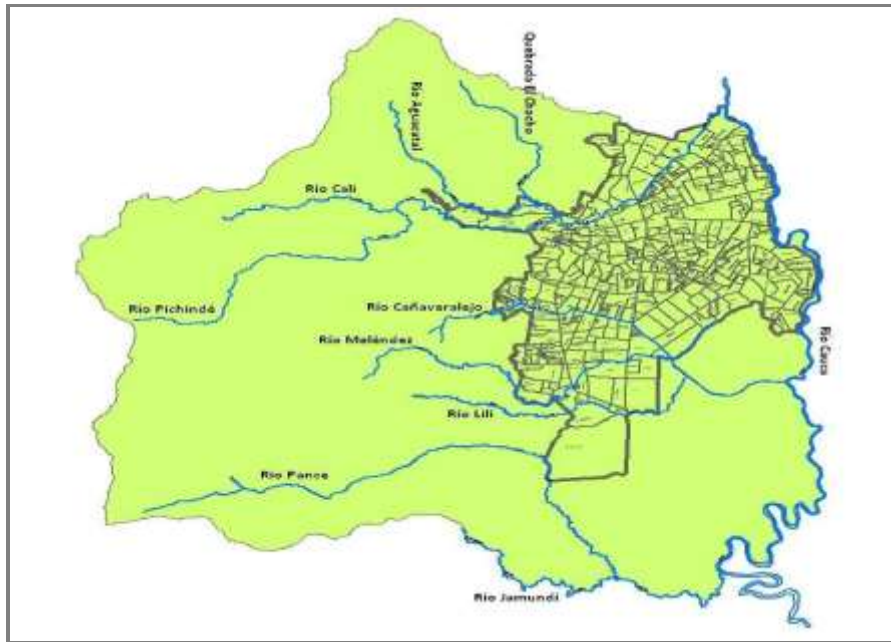 Quebrada El Chocho
Río Aguacatal
Río Cali
Río Pichindé
Río Cañaveralejo
Río Meléndez
Río Cauca
Río Lili
Río Pance
Río Jamundí